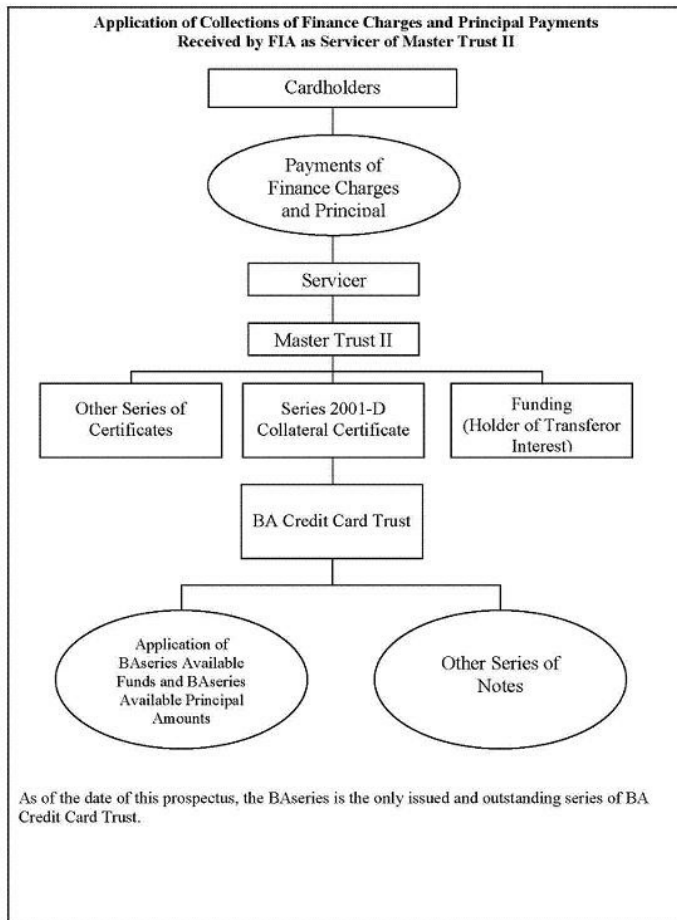 Application of Collections of Finance Charges and Principal Payments
Received by FIA as Servicer of Master Trust II
Cardholders
Payments of
Finance Charges
and Principal
Servicer
Master Trust II
Other Series of
Certificates
Series 2001-D
Collateral Certificate
Funding
(Holder of Transferor
Interest)
BA Credit Card Trust
Application of
BAseries Available
Funds and BAseries
Available Principal
Amounts
Other Series of
Notes
As of the date of this prospectus, the BAseries is the only issued and outstanding series of BA
Credit Card Trust.